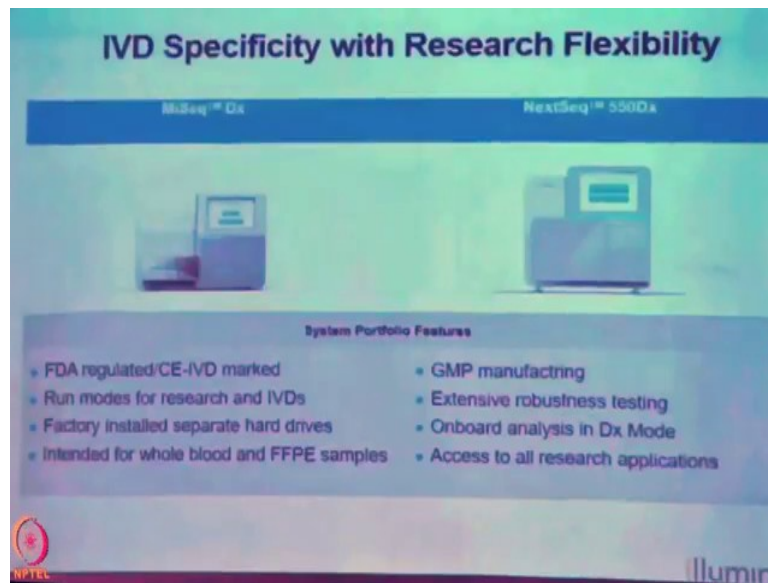 IVD Specificity with Research Flexibility
MiSeq™ Dx
NextSeq™ 550Dx
System Portfolio Features
FDA regulated/CE-IVD marked
Run modes for research and IVDs
Factory installed separate hard drives
Intended for whole blood and FFPE samples
GMP manufactring
Extensive robustness testing
Onboard analysis in Dx Mode
Access to all research applications
NPTEL
illumin